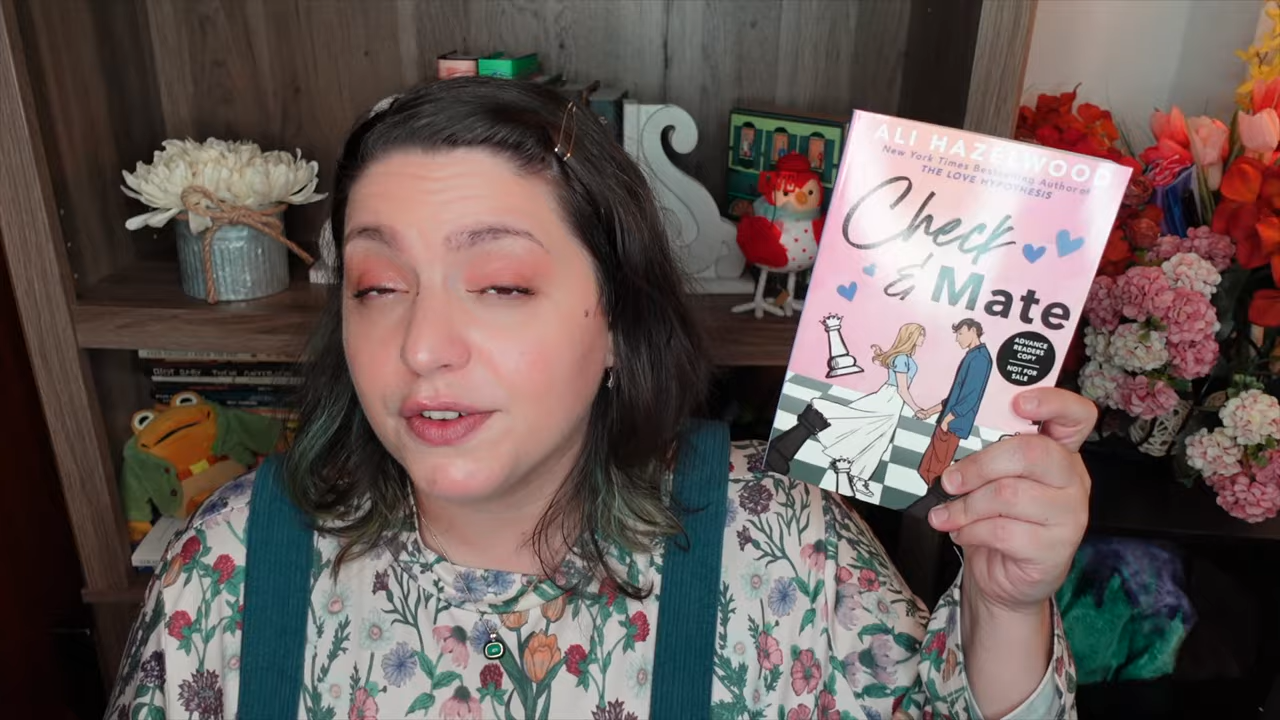 ALI HAZELWOOD
New York Times Bestselling Author of
THE LOVE HYPOTHESIS
Check
& Mate
ADVANCE
READERS
COPY
NOT FOR
SALE